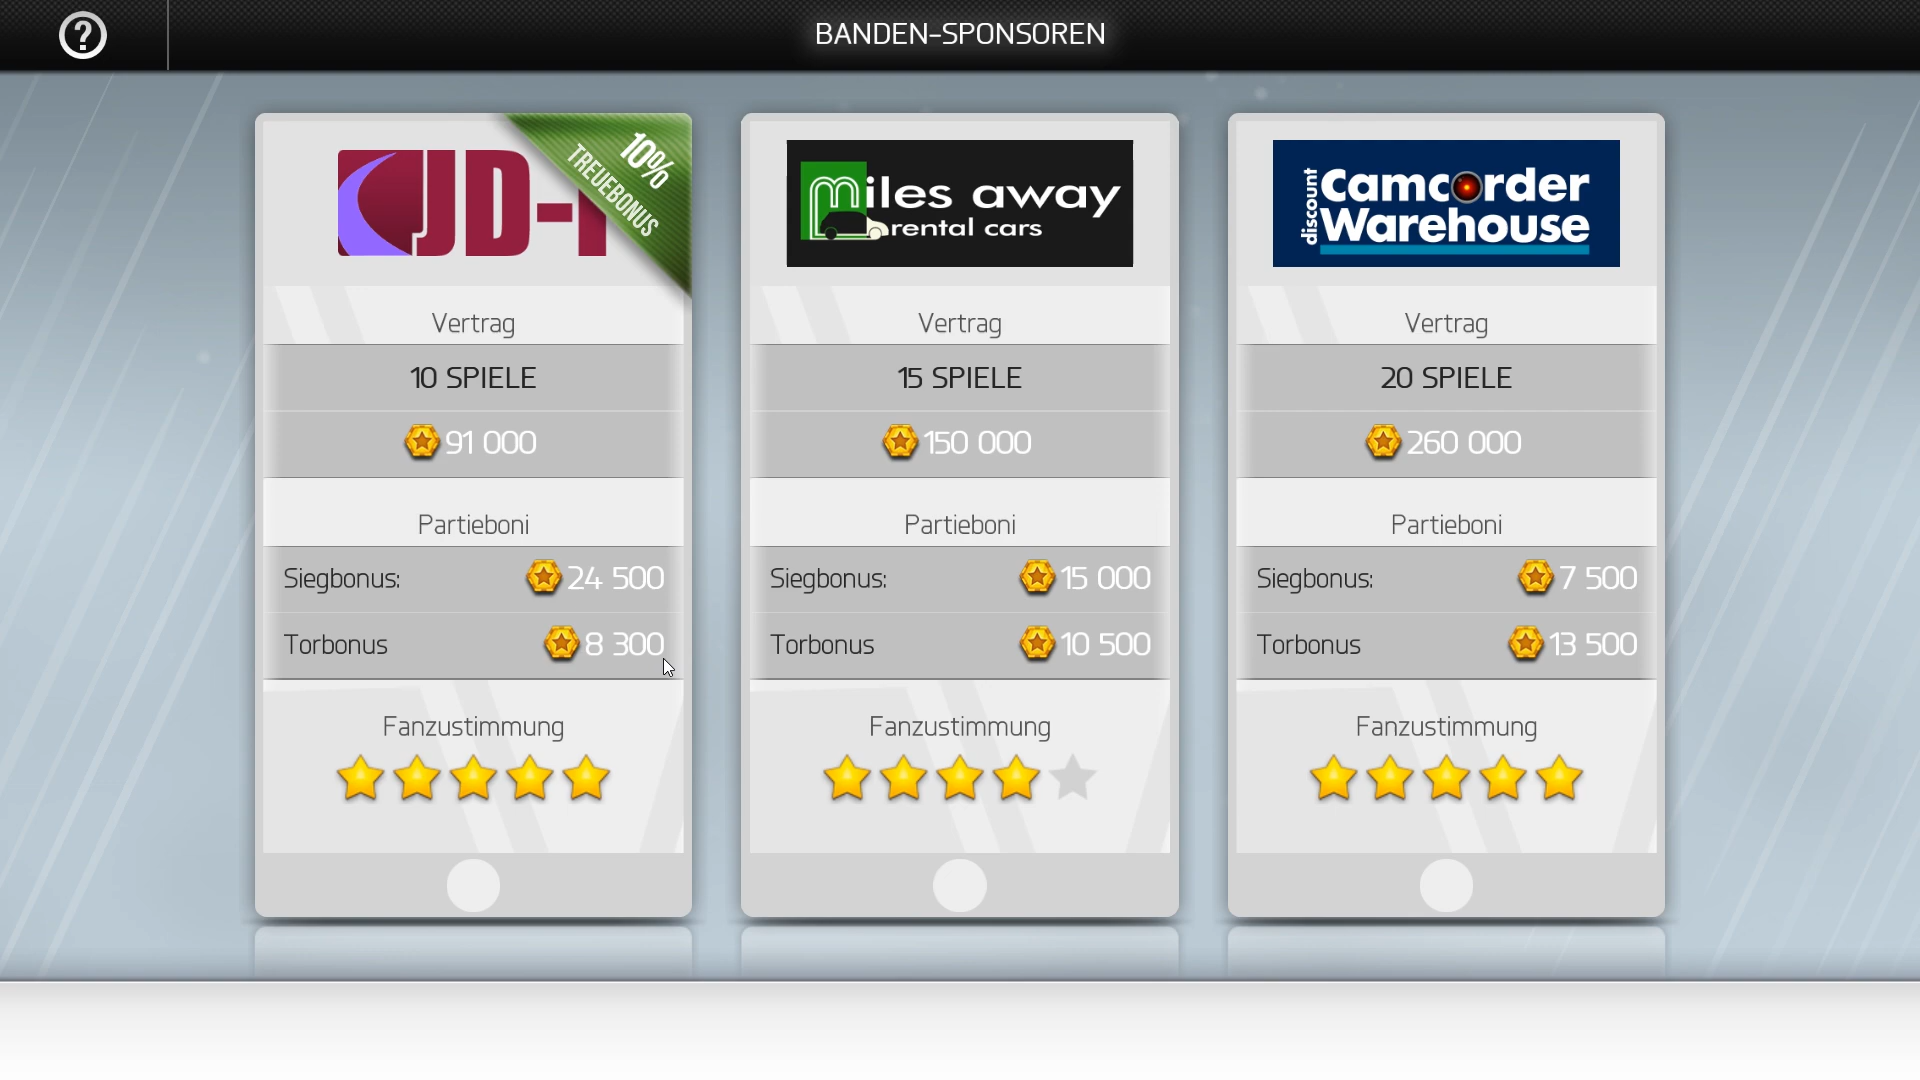 BANDEN-SPONSOREN
JD-
10%
TREUEBONUS
Vertrag
10 SPIELE
91 000
Partieboni
Siegbonus: 24 500
Torbonus 8 300
Fanzustimmung
miles away
rental cars
Vertrag
15 SPIELE
150 000
Partieboni
Siegbonus: 15 000
Torbonus 10 500
Fanzustimmung
discount
Camcorder
Warehouse
Vertrag
20 SPIELE
260 000
Partieboni
Siegbonus: 7 500
Torbonus 13 500
Fanzustimmung